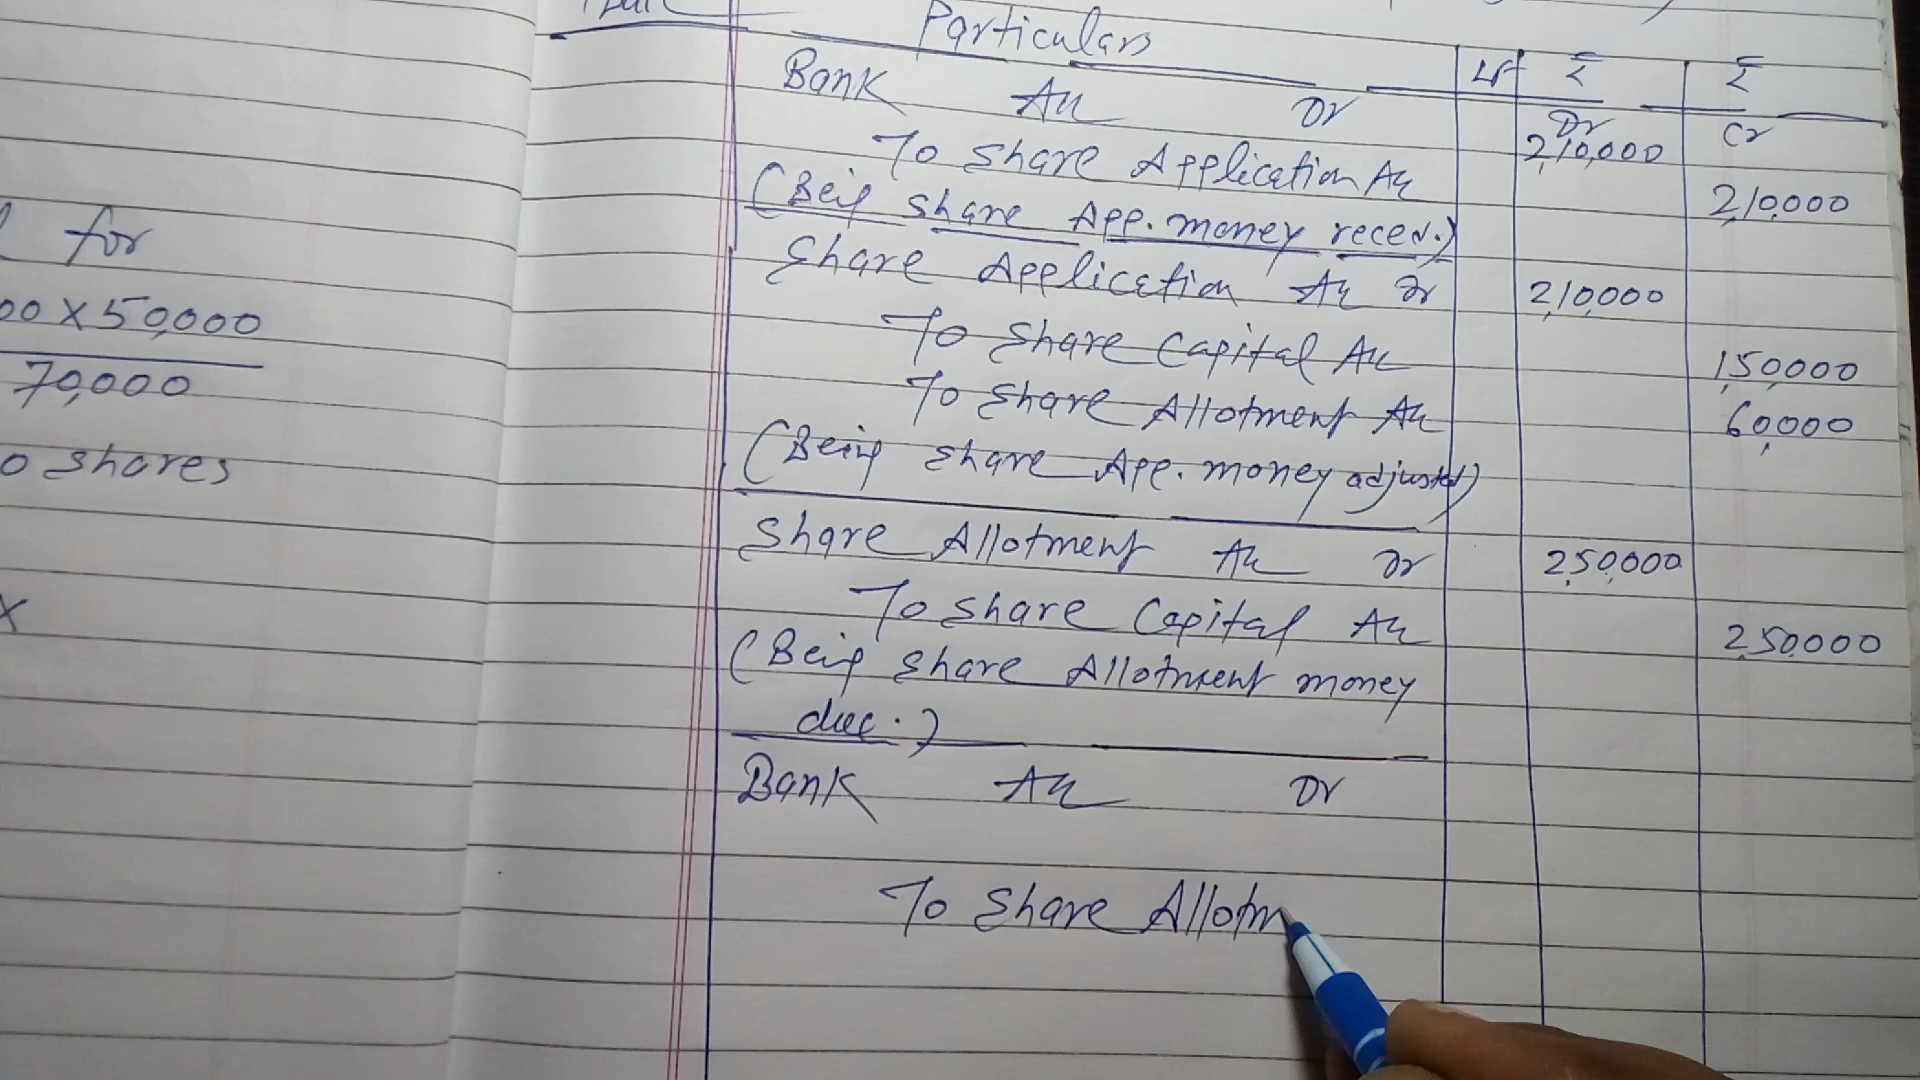 Particulars
LF ₹ ₹
Bank A/c Dr
Dr Cr
2,10,000
To Share Application A/c
2,10,000
(Being Share App. money recev.)
Share Application A/c Dr 2,10,000
To Share Capital A/c 1,50,000
To Share Allotment A/c 60,000
(Being share App. money adjusted)
Share Allotment A/c Dr 2,50,000
To Share Capital A/c 2,50,000
(Being Share Allotment money
due.)
Bank A/c Dr
To Share Allotm
for
00 X 50,000
70,000
0 shares
X